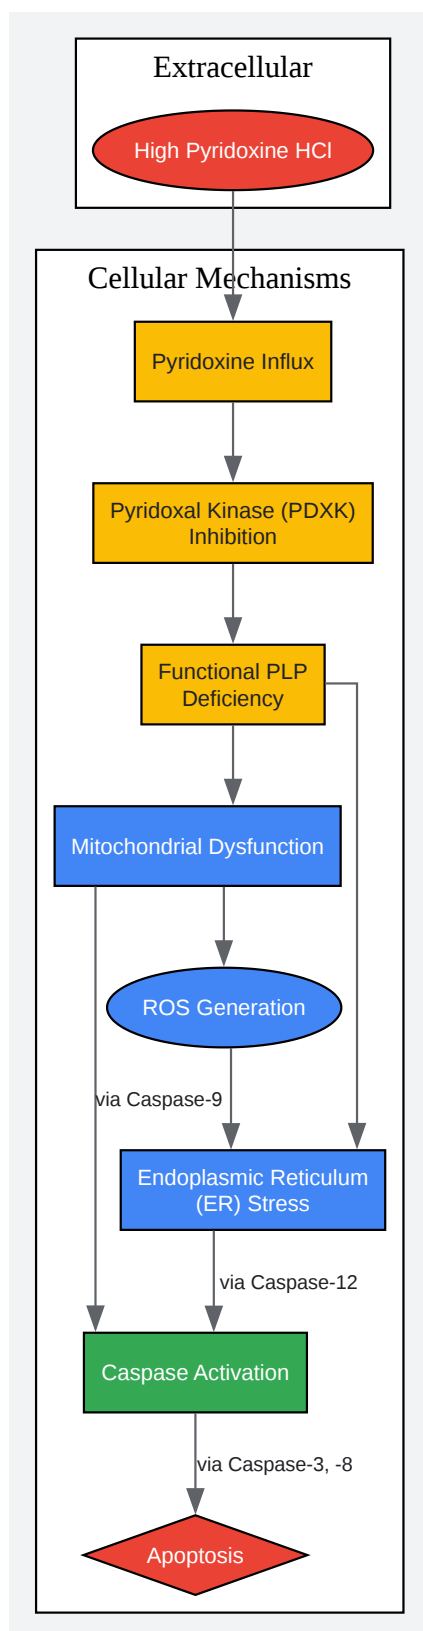 Extracellular
High Pyridoxine HCl
Cellular Mechanisms
Pyridoxine Influx
Pyridoxal Kinase (PDXK)
Inhibition
Functional PLP
Deficiency
Mitochondrial Dysfunction
ROS Generation
via Caspase-9
Endoplasmic Reticulum
(ER) Stress
via Caspase-12
Caspase Activation
via Caspase-3, -8
Apoptosis